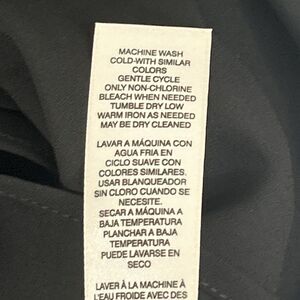 MACHINE WASH
COLD-WITH SIMILAR
COLORS
GENTLE CYCLE
ONLY NON-CHLORINE
BLEACH WHEN NEEDED
TUMBLE DRY LOW
WARM IRON AS NEEDED
MAY BE DRY CLEANED
LAVAR A MÁQUINA CON
AGUA FRIA EN
CICLO SUAVE CON
COLORES SIMILARES.
USAR BLANQUEADOR
SIN CLORO CUANDO SE
NECESITE.
SECAR A MÁQUINA A
BAJA TEMPERATURA
PLANCHAR A BAJA
TEMPERATURA
PUEDE LAVARSE EN
SECO
LAVER À LA MACHINE À
L'EAU FROIDE AVEC DES